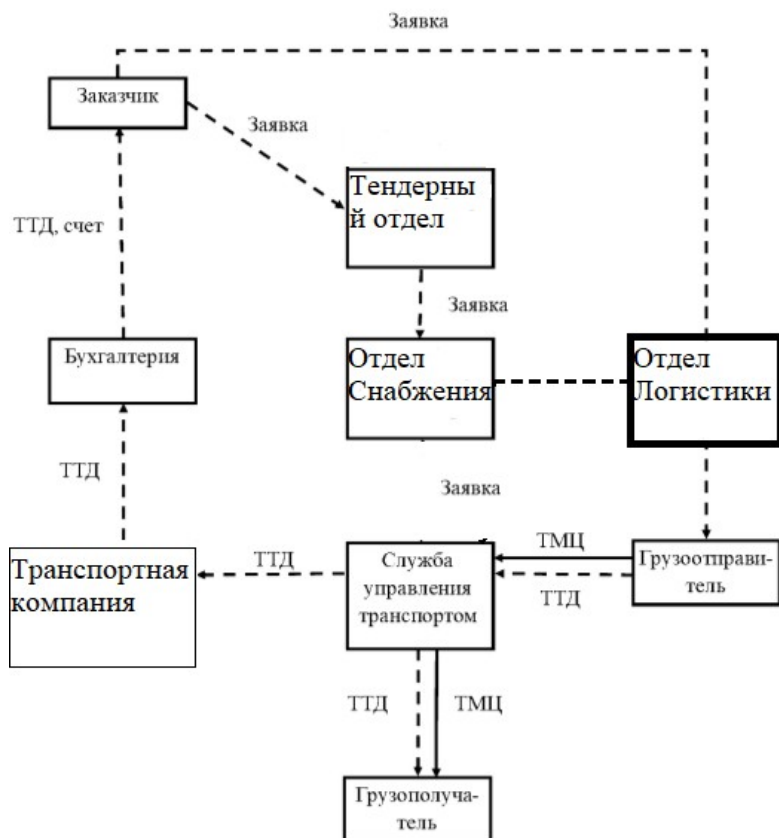 Заявка
Заказчик
Заявка
Тендерны
й отдел
ТТД, счет
Заявка
Бухгалтерия
Отдел
Снабжения
Отдел
Логистики
ТТД
Заявка
ТМЦ
Грузоотправи-
тель
ТТД
Служба
управления
транспортом
ТТД
Транспортная
компания
ТТД
ТМЦ
Грузополуча-
тель